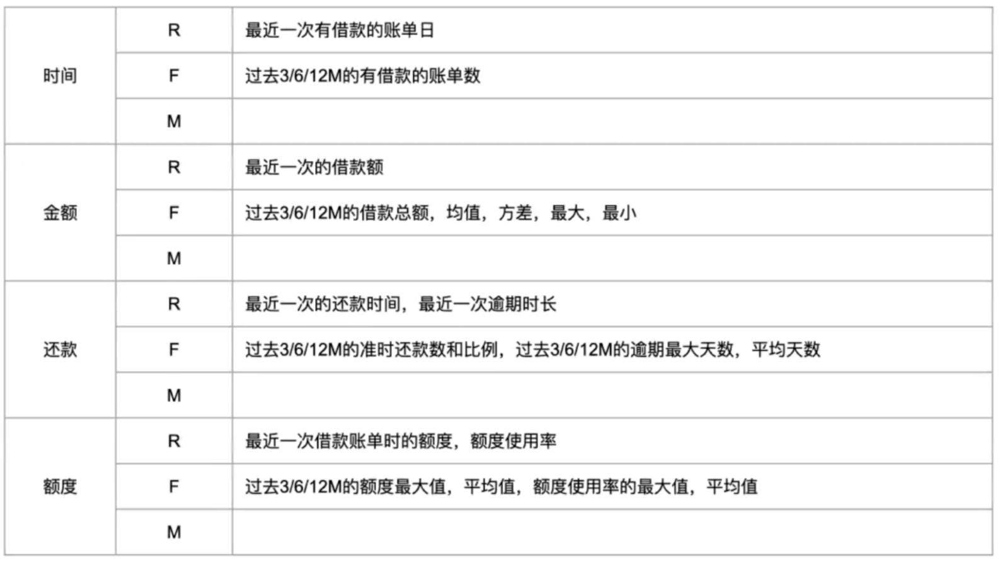 时间
R
最近一次有借款的账单日
F
过去3/6/12M的有借款的账单数
M
金额
R
最近一次的借款额
F
过去3/6/12M的借款总额，均值，方差，最大，最小
M
还款
R
最近一次的还款时间，最近一次逾期时长
F
过去3/6/12M的准时还款数和比例，过去3/6/12M的逾期最大天数，平均天数
M
额度
R
最近一次借款账单时的额度，额度使用率
F
过去3/6/12M的额度最大值，平均值，额度使用率的最大值，平均值
M